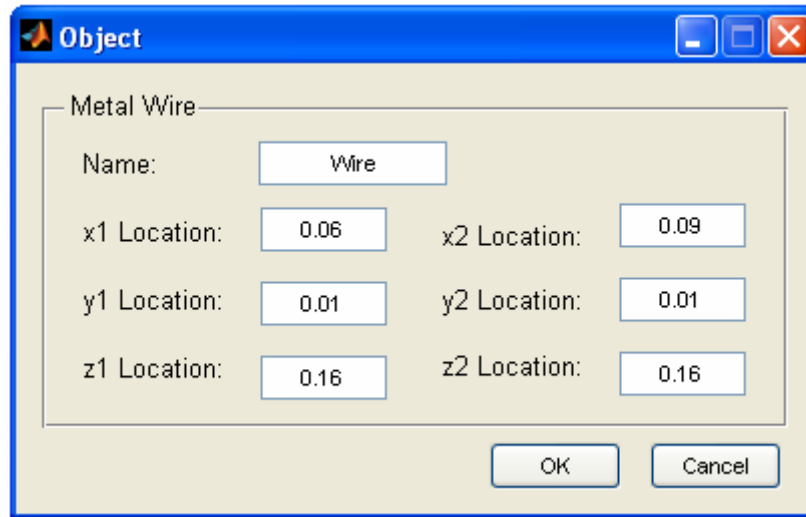 Object
Metal Wire
Name: Wire
x1 Location: 0.06 x2 Location: 0.09
y1 Location: 0.01 y2 Location: 0.01
z1 Location: 0.16 z2 Location: 0.16
OK Cancel